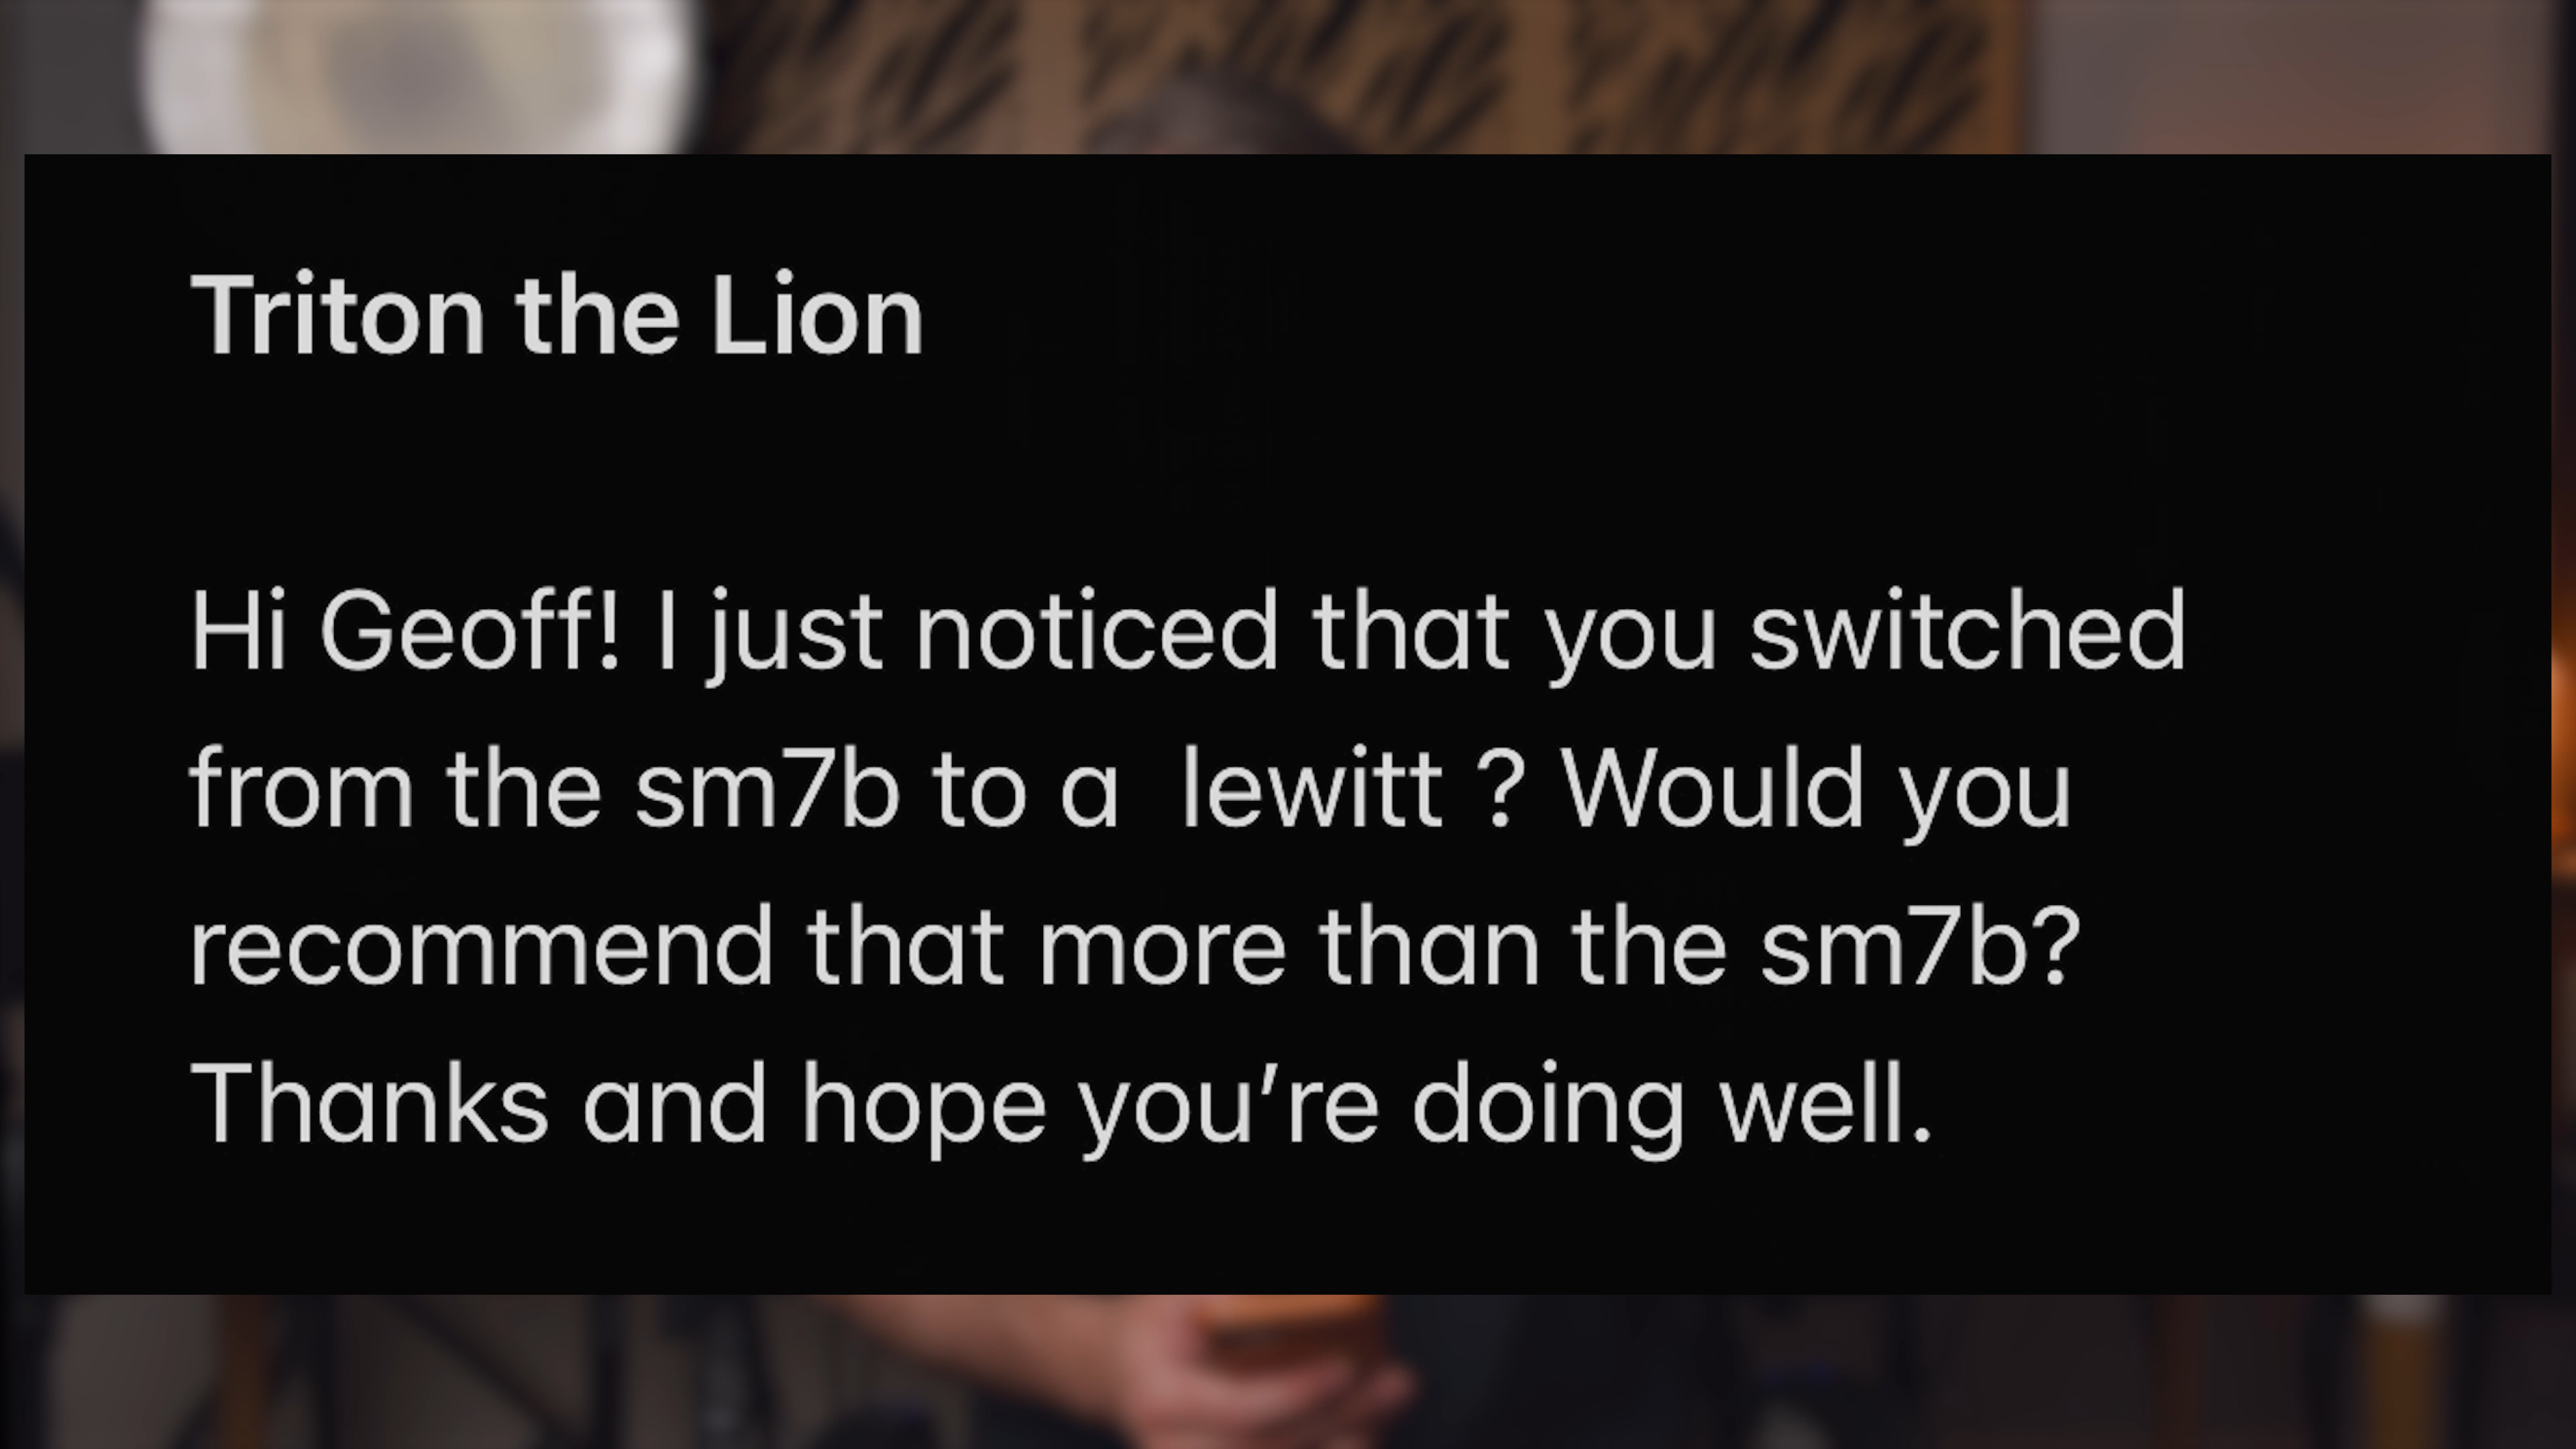 Triton the Lion
Hi Geoff! I just noticed that you switched
from the sm7b to a  lewitt ? Would you
recommend that more than the sm7b?
Thanks and hope you’re doing well.